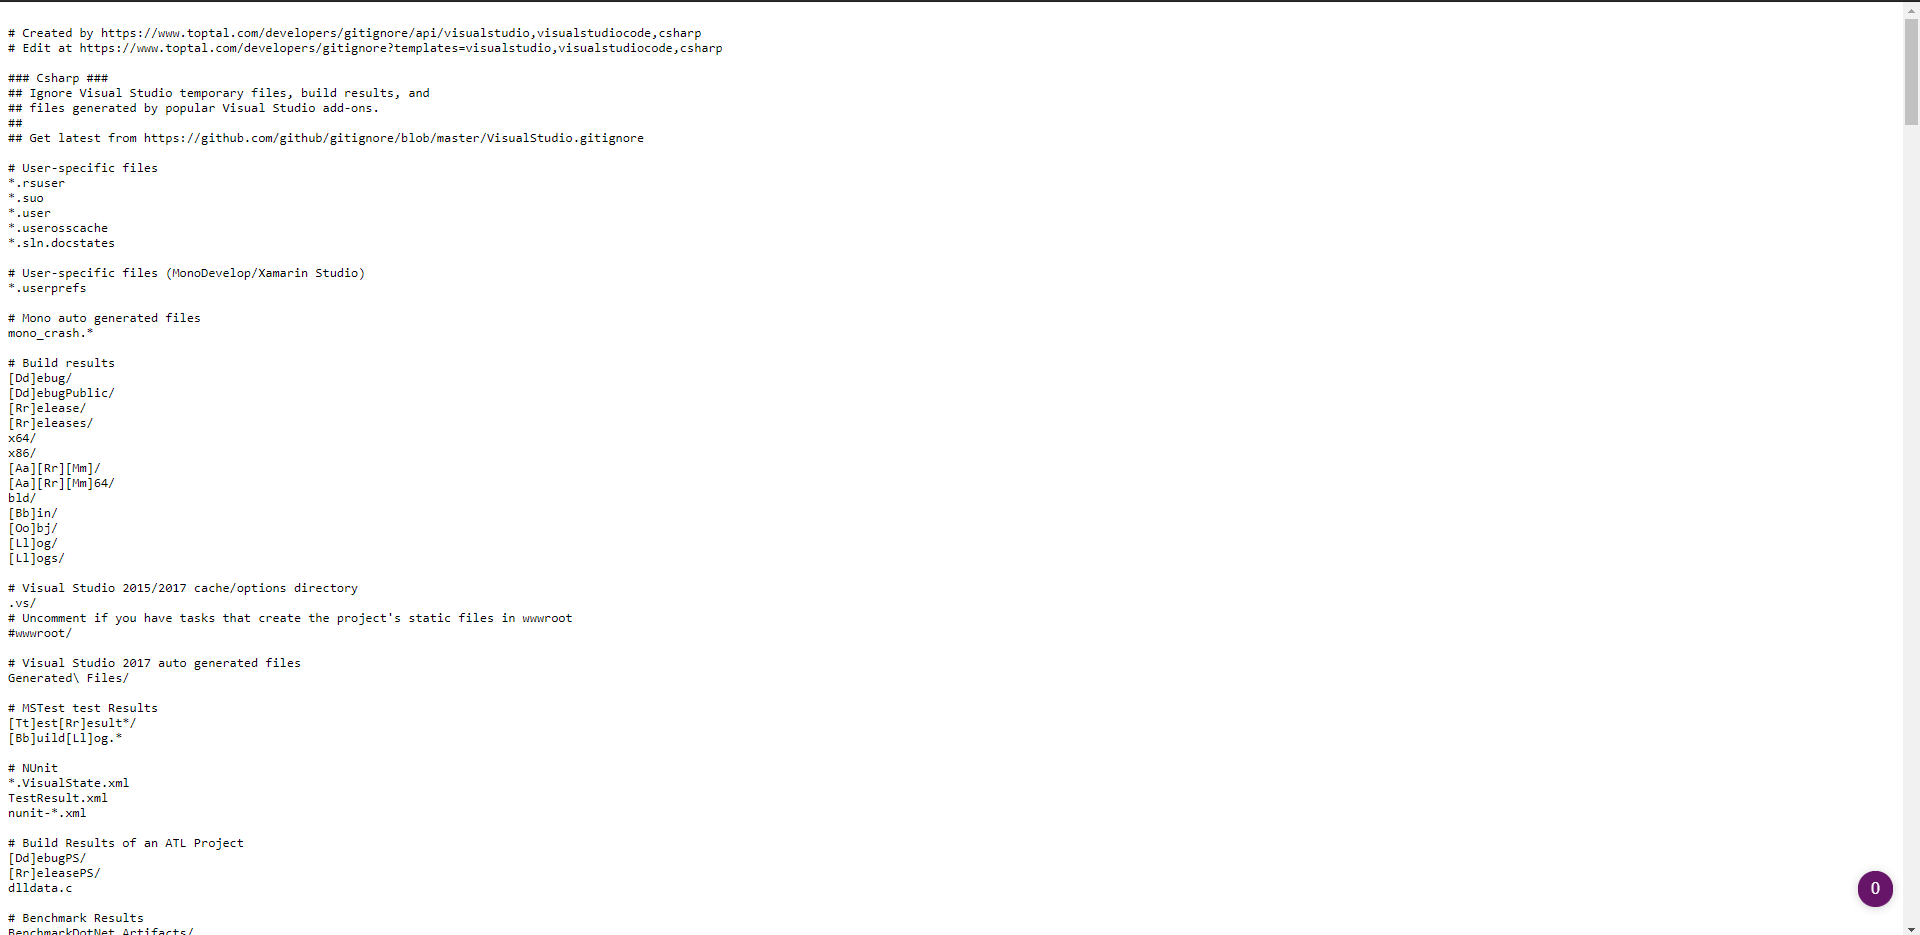 # Created by https://www.toptal.com/developers/gitignore/api/visualstudio,visualstudiocode,csharp
# Edit at https://www.toptal.com/developers/gitignore?templates=visualstudio,visualstudiocode,csharp
### Csharp ###
## Ignore Visual Studio temporary files, build results, and
## files generated by popular Visual Studio add-ons.
##
## Get latest from https://github.com/github/gitignore/blob/master/VisualStudio.gitignore
# User-specific files
*.rsuser
*.suo
*.user
*.userosscache
*.sln.docstates
# User-specific files (MonoDevelop/Xamarin Studio)
*.userprefs
# Mono auto generated files
mono_crash.*
# Build results
[Dd]ebug/
[Dd]ebugPublic/
[Rr]elease/
[Rr]eleases/
x64/
x86/
[Aa][Rr][Mm]/
[Aa][Rr][Mm]64/
bld/
[Bb]in/
[Oo]bj/
[Ll]og/
[Ll]ogs/
# Visual Studio 2015/2017 cache/options directory
.vs/
# Uncomment if you have tasks that create the project's static files in wwwroot
#wwwroot/
# Visual Studio 2017 auto generated files
Generated\ Files/
# MSTest test Results
[Tt]est[Rr]esult*/
[Bb]uild[Ll]og.*
# NUnit
*.VisualState.xml
TestResult.xml
nunit-*.xml
# Build Results of an ATL Project
[Dd]ebugPS/
[Rr]eleasePS/
dlldata.c
# Benchmark Results
BenchmarkDotNet.Artifacts/
0